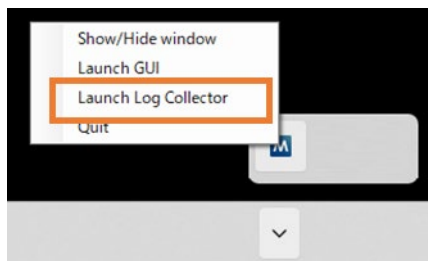 Show/Hide window
Launch GUI
Launch Log Collector
Quit
M